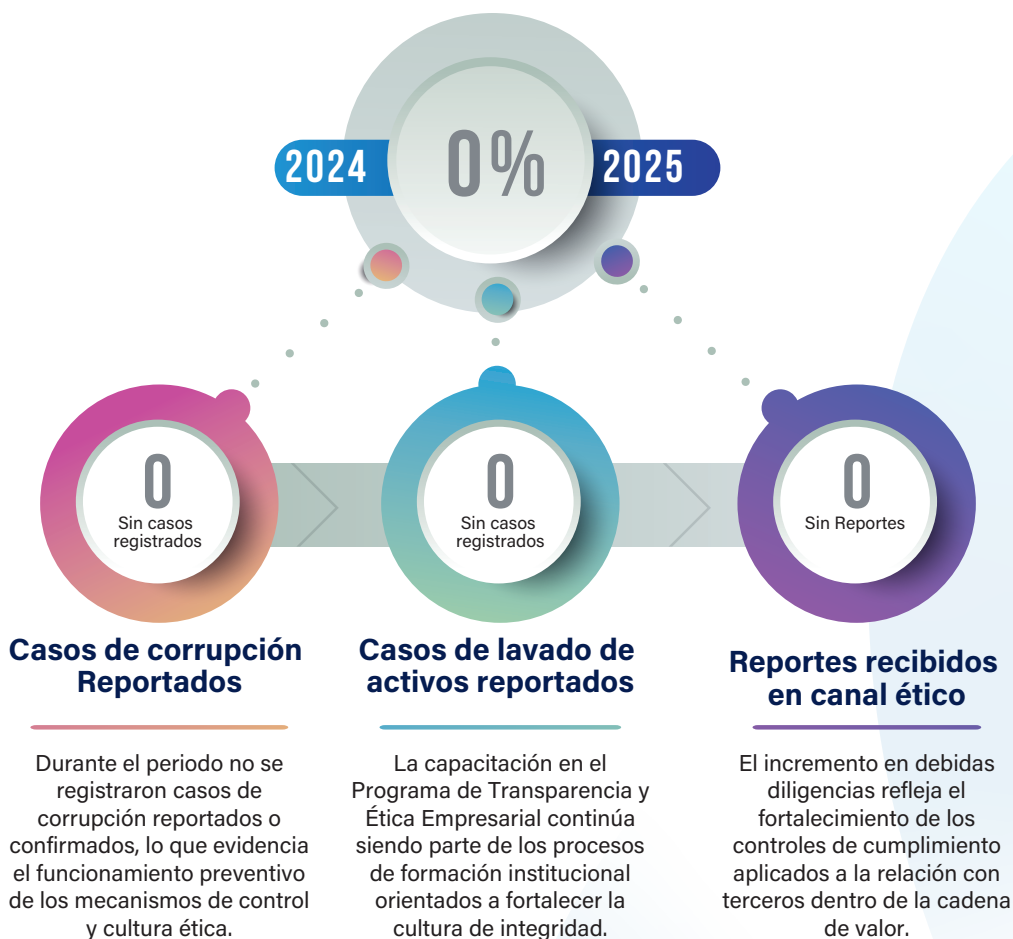 2024
0%
2025
0
Sin casos
registrados
0
Sin casos
registrados
0
Sin Reportes
Casos de corrupción
Reportados
Durante el periodo no se
registraron casos de
corrupción reportados o
confirmados, lo que evidencia
el funcionamiento preventivo
de los mecanismos de control
y cultura ética.
Casos de lavado de
activos reportados
La capacitación en el
Programa de Transparencia y
Ética Empresarial continúa
siendo parte de los procesos
de formación institucional
orientados a fortalecer la
cultura de integridad.
Reportes recibidos
en canal ético
El incremento en debidas
diligencias refleja el
fortalecimiento de los
controles de cumplimiento
aplicados a la relación con
terceros dentro de la cadena
de valor.